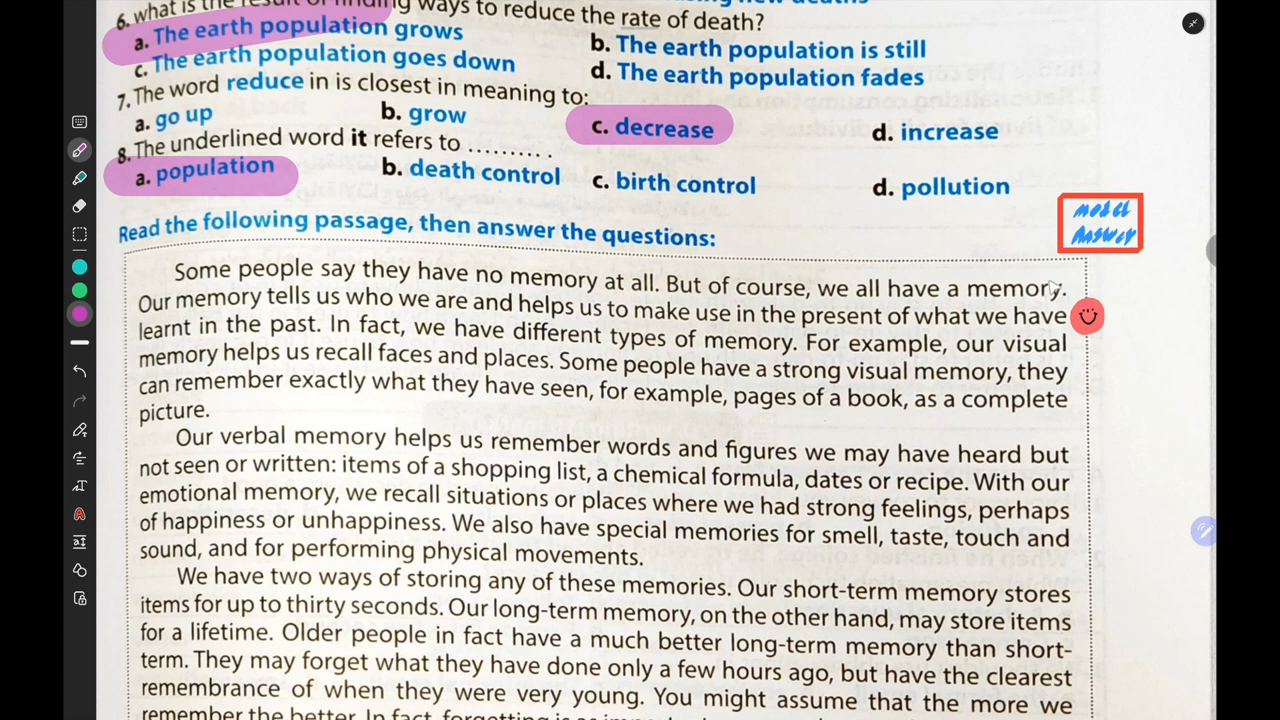 6. what is the result of finding ways to reduce the rate of death?
a. The earth population grows
b. The earth population is still
c. The earth population goes down
d. The earth population fades
7. The word reduce in is closest in meaning to:
a. go up
b. grow
c. decrease
d. increase
8. The underlined word it refers to ..........
a. population
b. death control
c. birth control
d. pollution
Read the following passage, then answer the questions:
model
Answer
Some people say they have no memory at all. But of course, we all have a memory.
Our memory tells us who we are and helps us to make use in the present of what we have
learnt in the past. In fact, we have different types of memory. For example, our visual
memory helps us recall faces and places. Some people have a strong visual memory, they
can remember exactly what they have seen, for example, pages of a book, as a complete
picture.
Our verbal memory helps us remember words and figures we may have heard but
not seen or written: items of a shopping list, a chemical formula, dates or recipe. With our
emotional memory, we recall situations or places where we had strong feelings, perhaps
of happiness or unhappiness. We also have special memories for smell, taste, touch and
sound, and for performing physical movements.
We have two ways of storing any of these memories. Our short-term memory stores
items for up to thirty seconds. Our long-term memory, on the other hand, may store items
for a lifetime. Older people in fact have a much better long-term memory than short-
term. They may forget what they have done only a few hours ago, but have the clearest
remembrance of when they were very young. You might assume that the more we
remember the better. In fact, forgetting is as